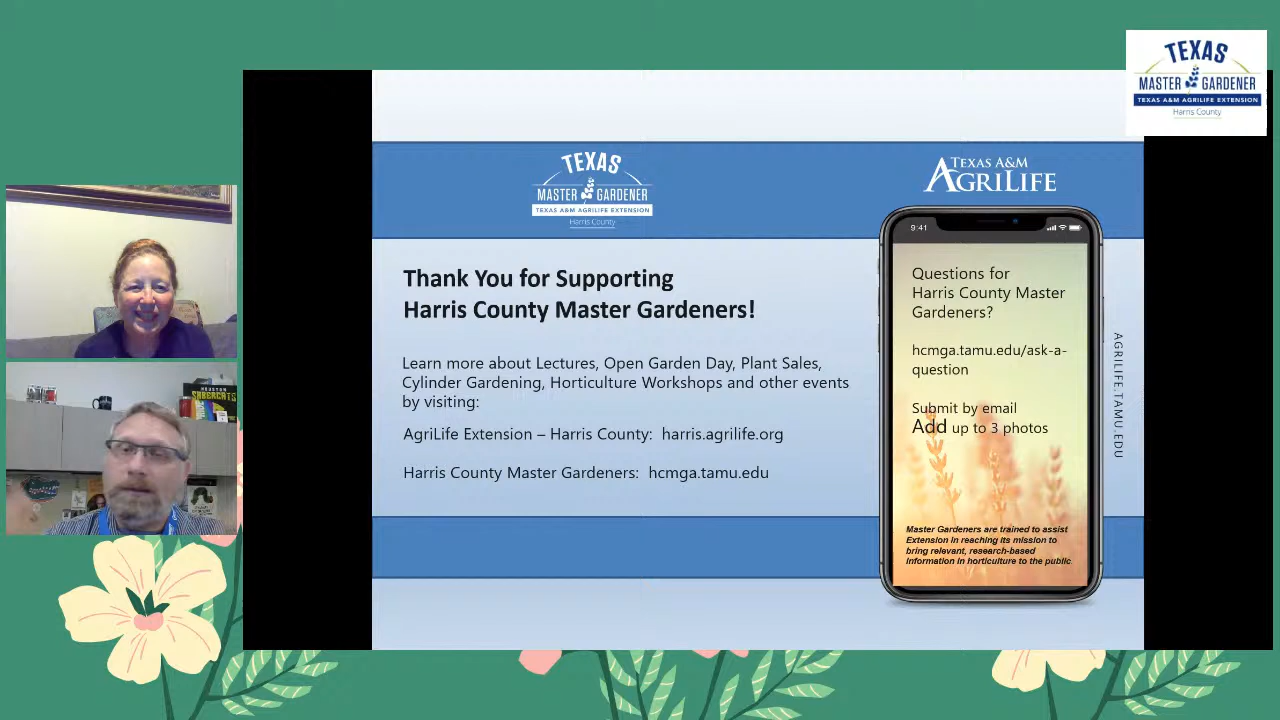 TEXAS
MASTER GARDENER
TEXAS A&M AGRILIFE EXTENSION
Harris County
TEXAS
MASTER GARDENER
TEXAS A&M AGRILIFE EXTENSION
Harris County
TEXAS A&M
AGRILIFE
Thank You for Supporting
Harris County Master Gardeners!
Learn more about Lectures, Open Garden Day, Plant Sales,
Cylinder Gardening, Horticulture Workshops and other events
by visiting:
AgriLife Extension – Harris County: harris.agrilife.org
Harris County Master Gardeners: hcmga.tamu.edu
9:41
Questions for
Harris County Master
Gardeners?
hcmga.tamu.edu/ask-a-
question
Submit by email
Add up to 3 photos
Master Gardeners are trained to assist
Extension in reaching its mission to
bring relevant, research-based
information in horticulture to the public.
AGRILIFE.TAMU.EDU
HOUSTON
SABERCATS